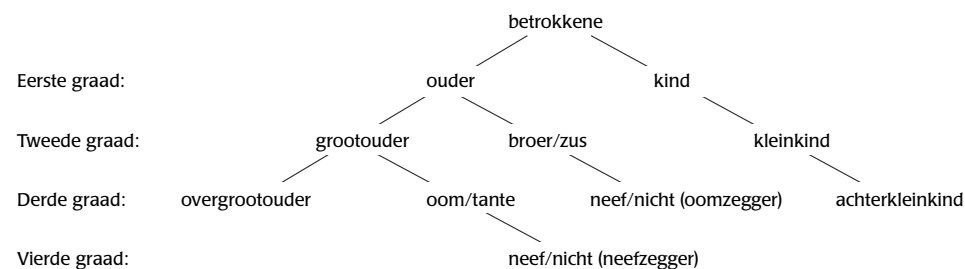 betrokkene
Eerste graad: ouder kind
Tweede graad: grootouder broer/zus kleinkind
Derde graad: overgrootouder oom/tante neef/nicht (oomzegger) achterkleinkind
Vierde graad: neef/nicht (neefzegger)